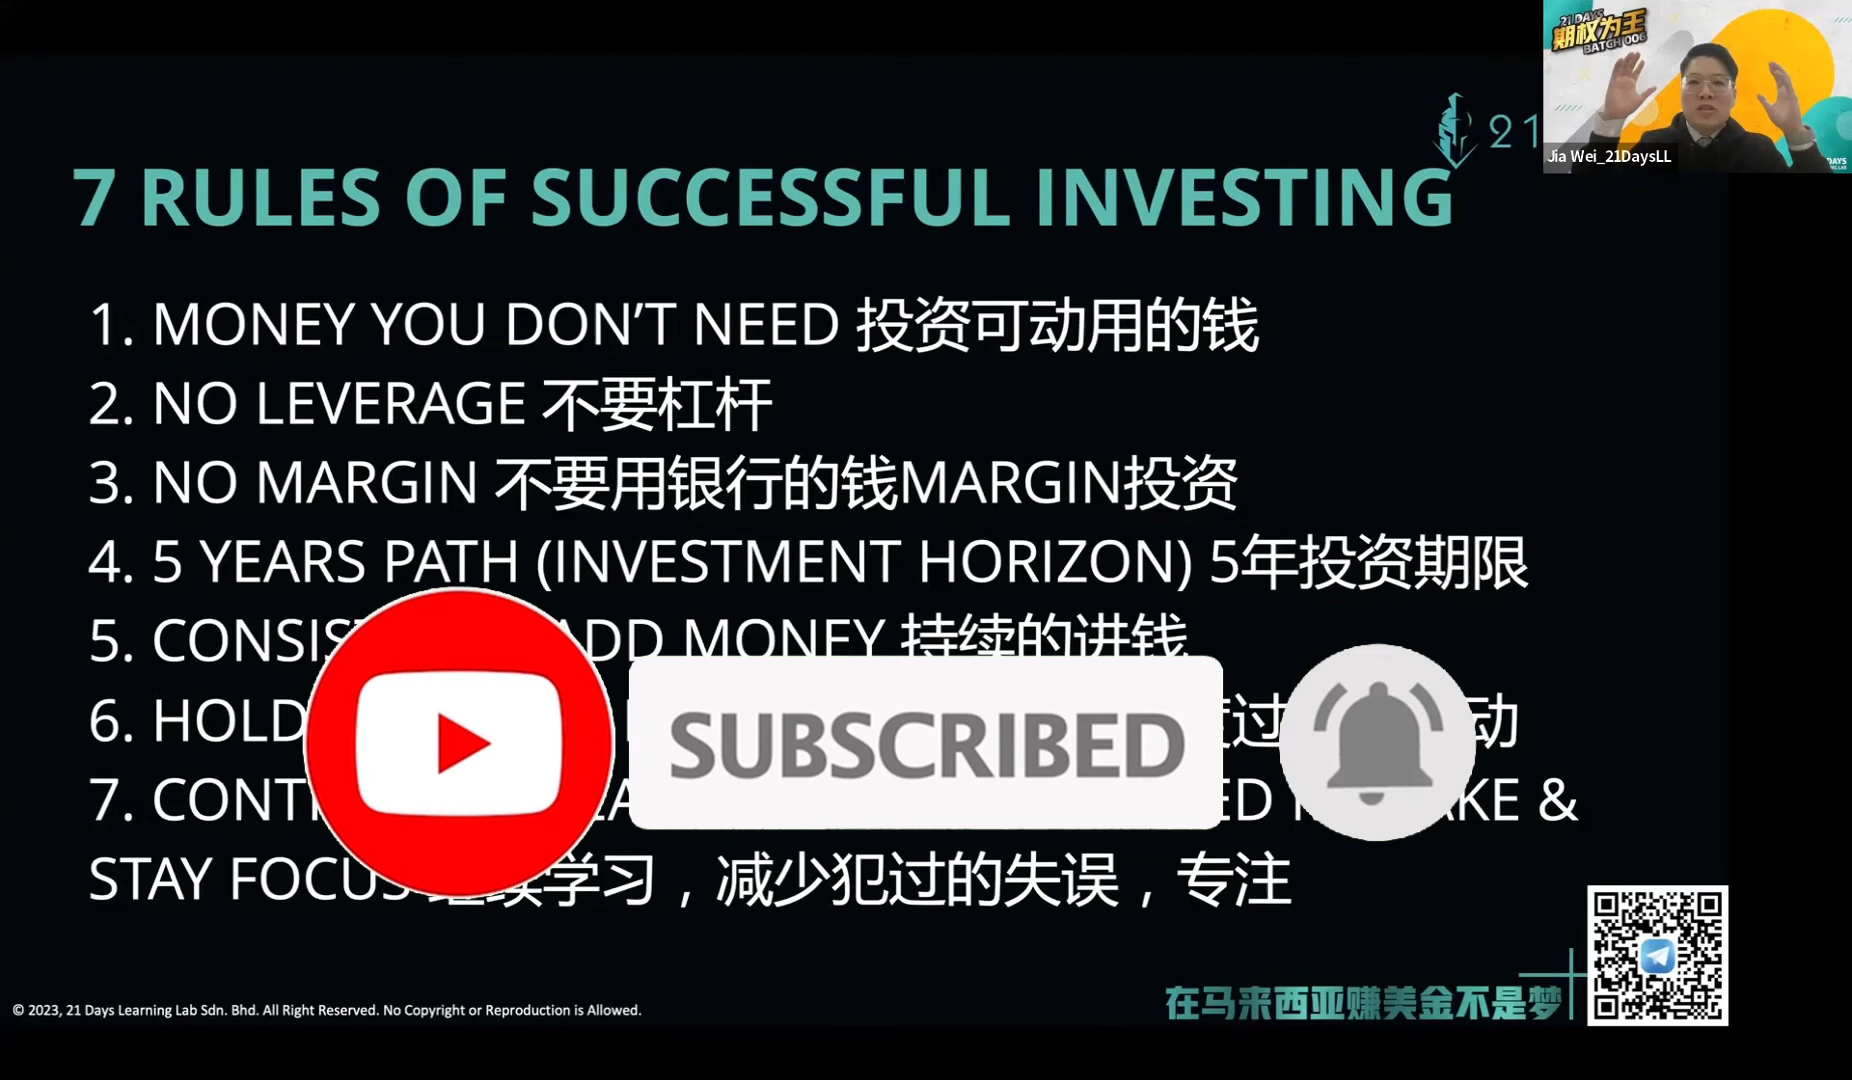 21 DAYS
期权为王
BATCH 006
21
Jia Wei_21DaysLL
7 RULES OF SUCCESSFUL INVESTING
1. MONEY YOU DON’T NEED 投资可动用的钱
2. NO LEVERAGE 不要杠杆
3. NO MARGIN 不要用银行的钱MARGIN投资
4. 5 YEARS PATH (INVESTMENT HORIZON) 5年投资期限
5. ADD MONEY 持续的进钱
6. HOLD 过 动
7. &
STAY FOCUS 继续学习，减少犯过的失误，专注
SUBSCRIBED
© 2023, 21 Days Learning Lab Sdn. Bhd. All Right Reserved. No Copyright or Reproduction is Allowed.
在马来西亚赚美金不是梦